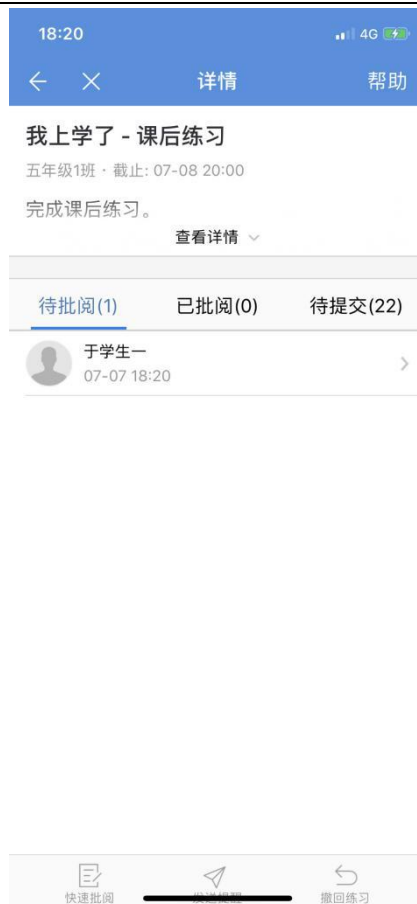 18:20
4G
详情
帮助
我上学了 - 课后练习
五年级1班 · 截止: 07-08 20:00
完成课后练习。
查看详情
待批阅(1)
已批阅(0)
待提交(22)
于学生一
07-07 18:20
快速批阅
撤回练习